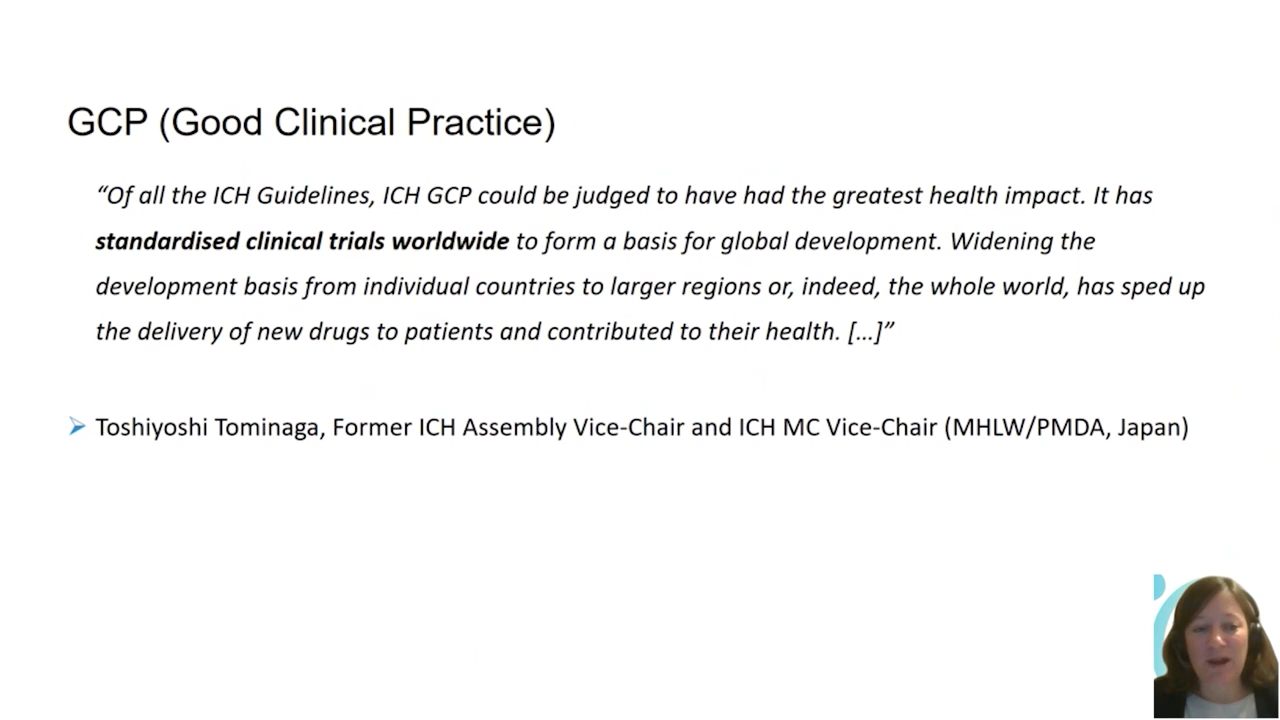 GCP (Good Clinical Practice)
“Of all the ICH Guidelines, ICH GCP could be judged to have had the greatest health impact. It has
standardised clinical trials worldwide to form a basis for global development. Widening the
development basis from individual countries to larger regions or, indeed, the whole world, has sped up
the delivery of new drugs to patients and contributed to their health. […]”
Toshiyoshi Tominaga, Former ICH Assembly Vice-Chair and ICH MC Vice-Chair (MHLW/PMDA, Japan)